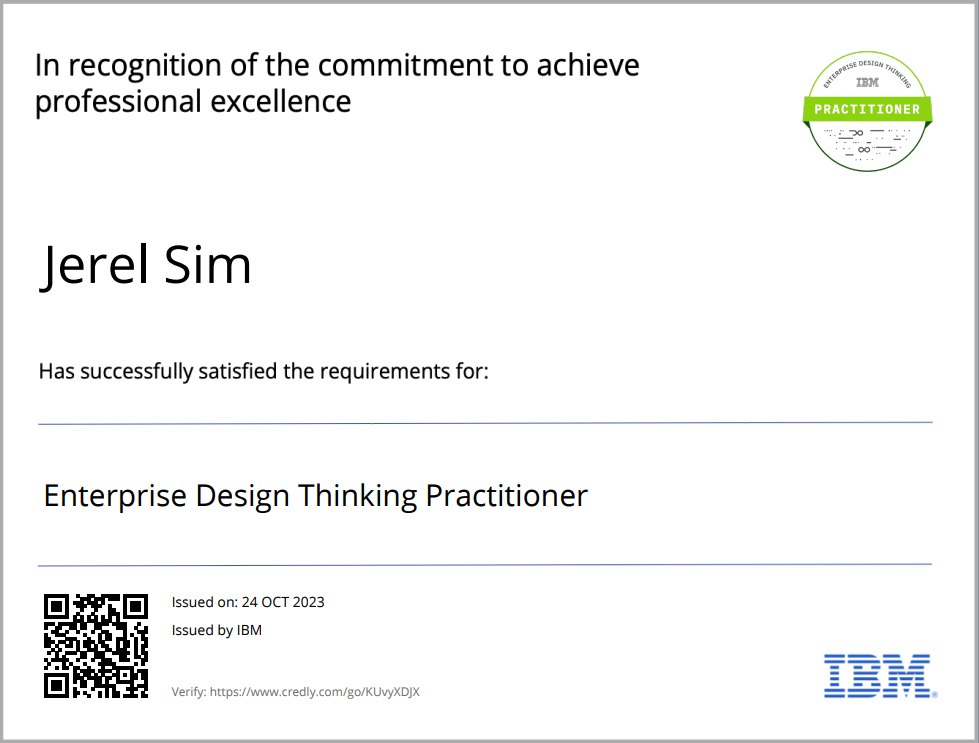 In recognition of the commitment to achieve
professional excellence
ENTERPRISE DESIGN THINKING
IBM
PRACTITIONER
Jerel Sim
Has successfully satisfied the requirements for:
Enterprise Design Thinking Practitioner
Issued on: 24 OCT 2023
Issued by IBM
Verify: https://www.credly.com/go/KUvyXDJX
IBM®